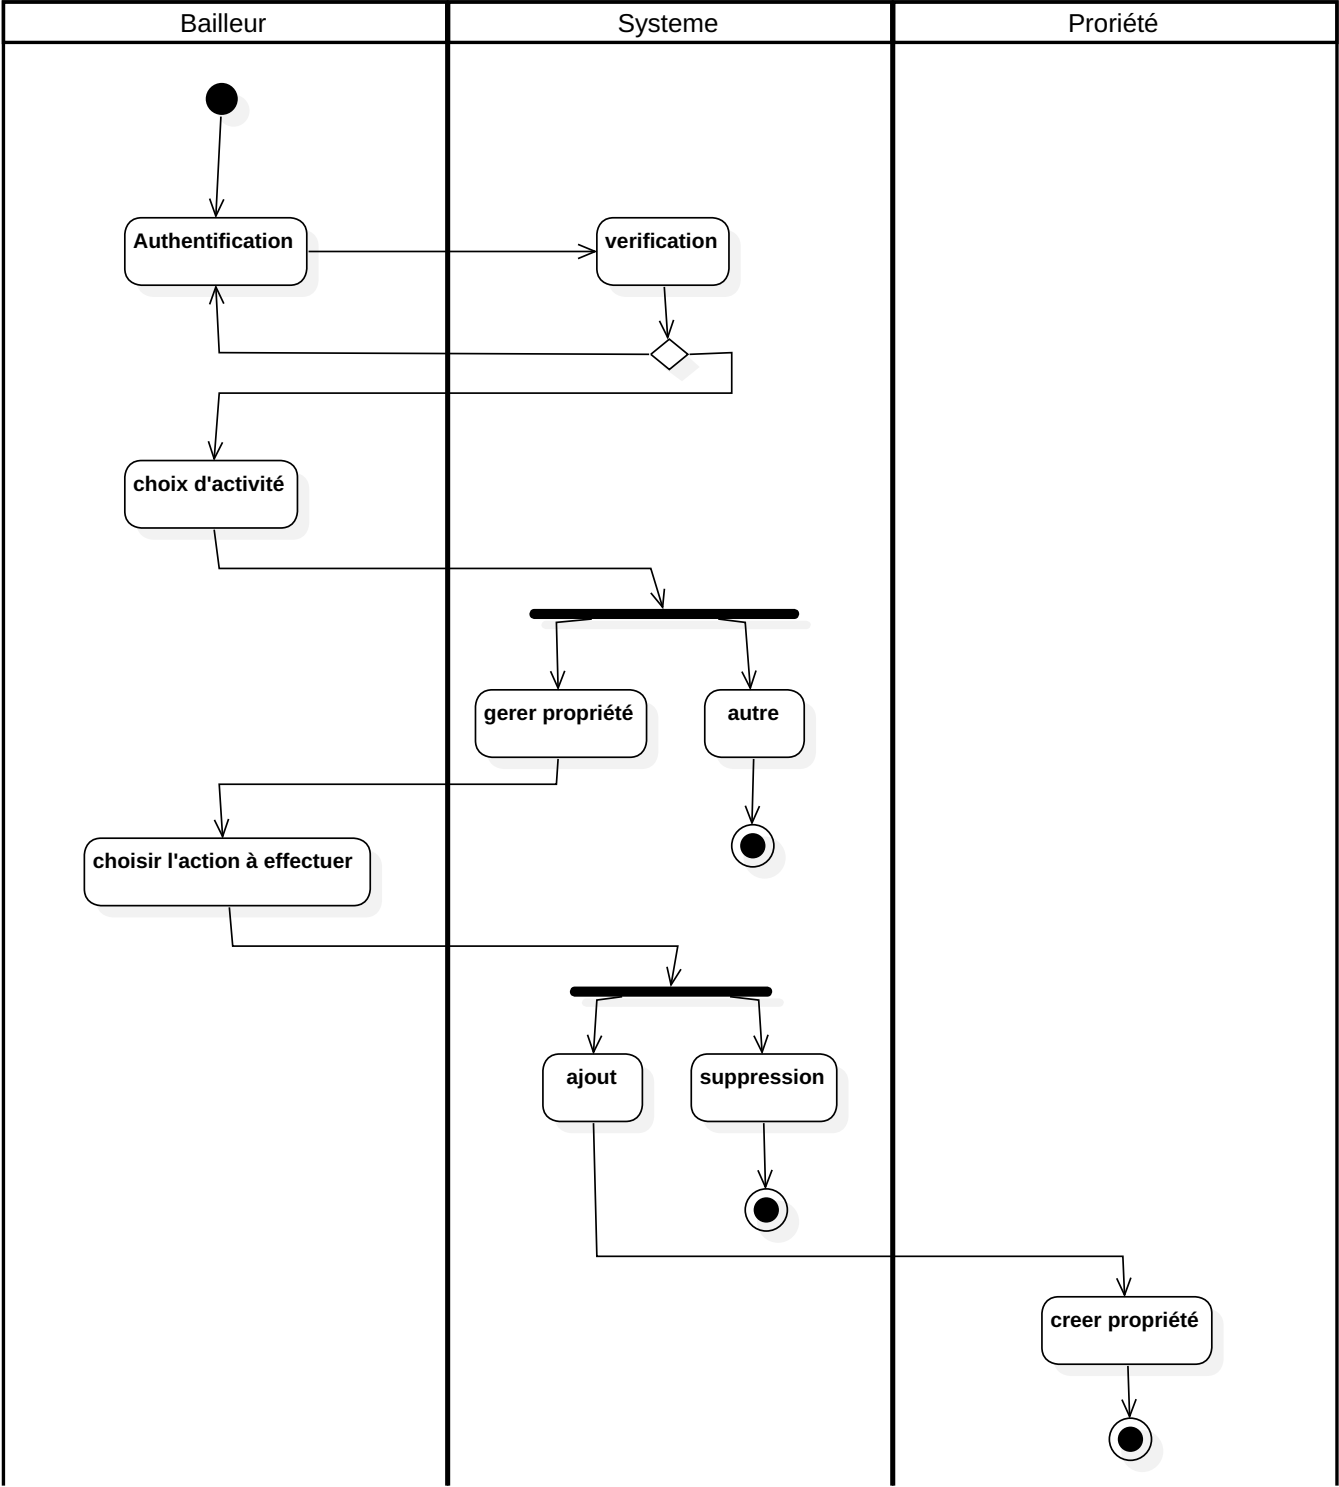 Bailleur
Systeme
Proriété
Authentification
verification
choix d'activité
gerer propriété
autre
choisir l'action à effectuer
ajout
suppression
creer propriété